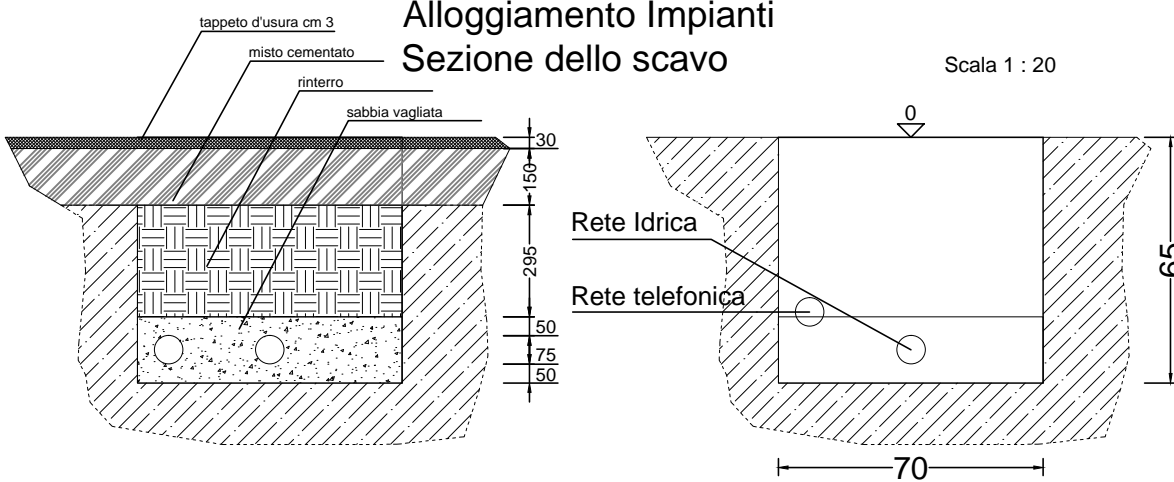 Alloggiamento Impianti
Sezione dello scavo
Scala 1 : 20
tappeto d'usura cm 3
misto cementato
rinterro
sabbia vagliata
30
150
295
50
75
50
0
Rete Idrica
Rete telefonica
65
70